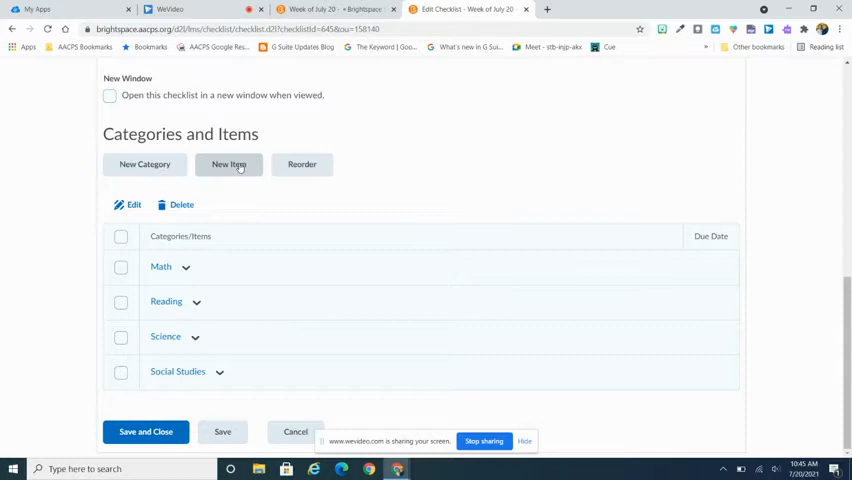 My Apps
WeVideo
Week of July 20 - • Brightspace
Edit Checklist - Week of July 20 -
brightspace.aacps.org/d2l/lms/checklist/checklist.d2l?checklistId=645&ou=158140
Apps
AACPS Bookmarks
Bookmarks
AACPS Google Res...
G Suite Updates Blog
The Keyword | Goo...
What's new in G Sui...
Meet - stb-injp-akx
Cue
»
Other bookmarks
Reading list
New Window
Open this checklist in a new window when viewed.
Categories and Items
New Category
New Item
Reorder
Edit
Delete
Categories/Items
Due Date
Math
Reading
Science
Social Studies
Save and Close
Save
Cancel
www.wevideo.com is sharing your screen.
Stop sharing
Hide
Type here to search
10:45 AM
7/20/2021